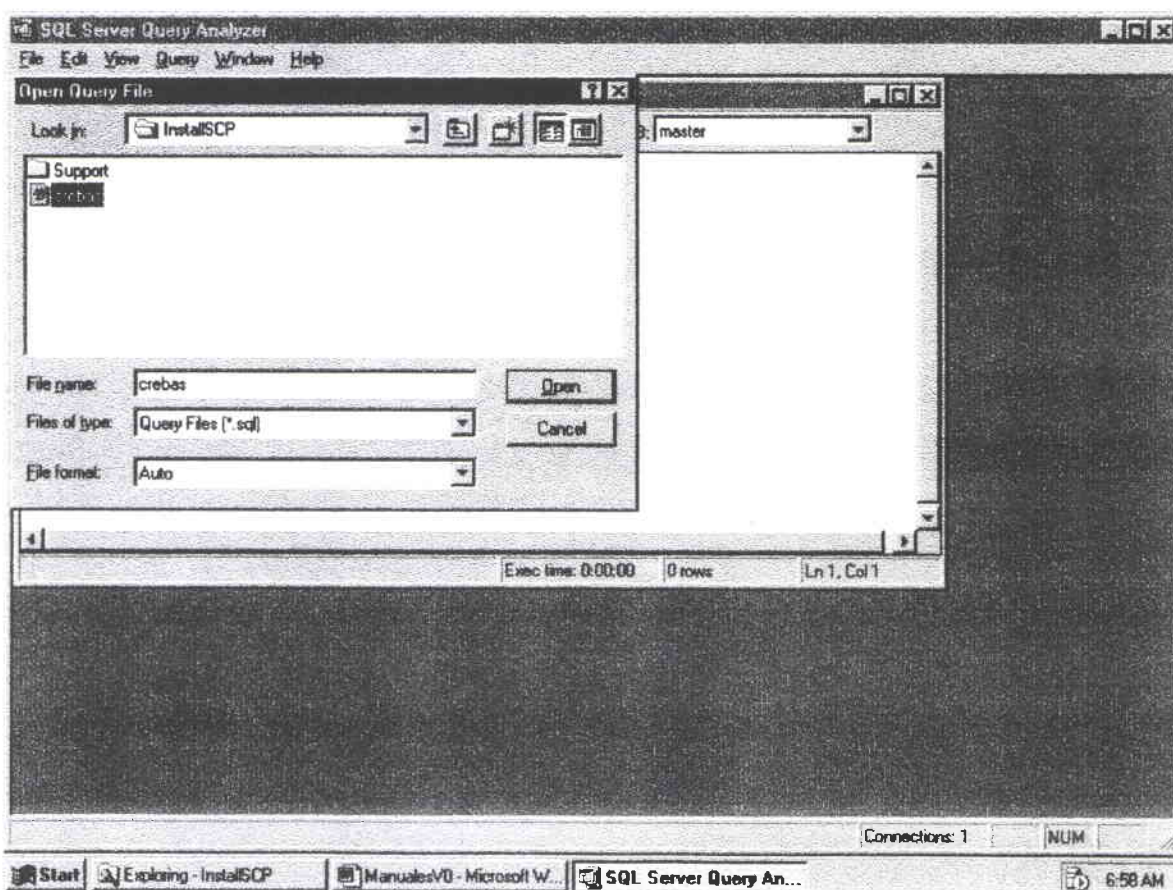 SQL Server Query Analyzer
File Edit View Query Window Help
Open Query File
Look in: InstallSCP
B: master
Support
crebas
File name: crebas
Open
Files of type: Query Files (*.sql)
Cancel
File format: Auto
Exec time: 0:00:00 0 rows Ln 1, Col 1
Connections: 1 NUM
Start Exploring - InstallSCP ManualesV0 - Microsoft W... SQL Server Query An... 6:58 AM